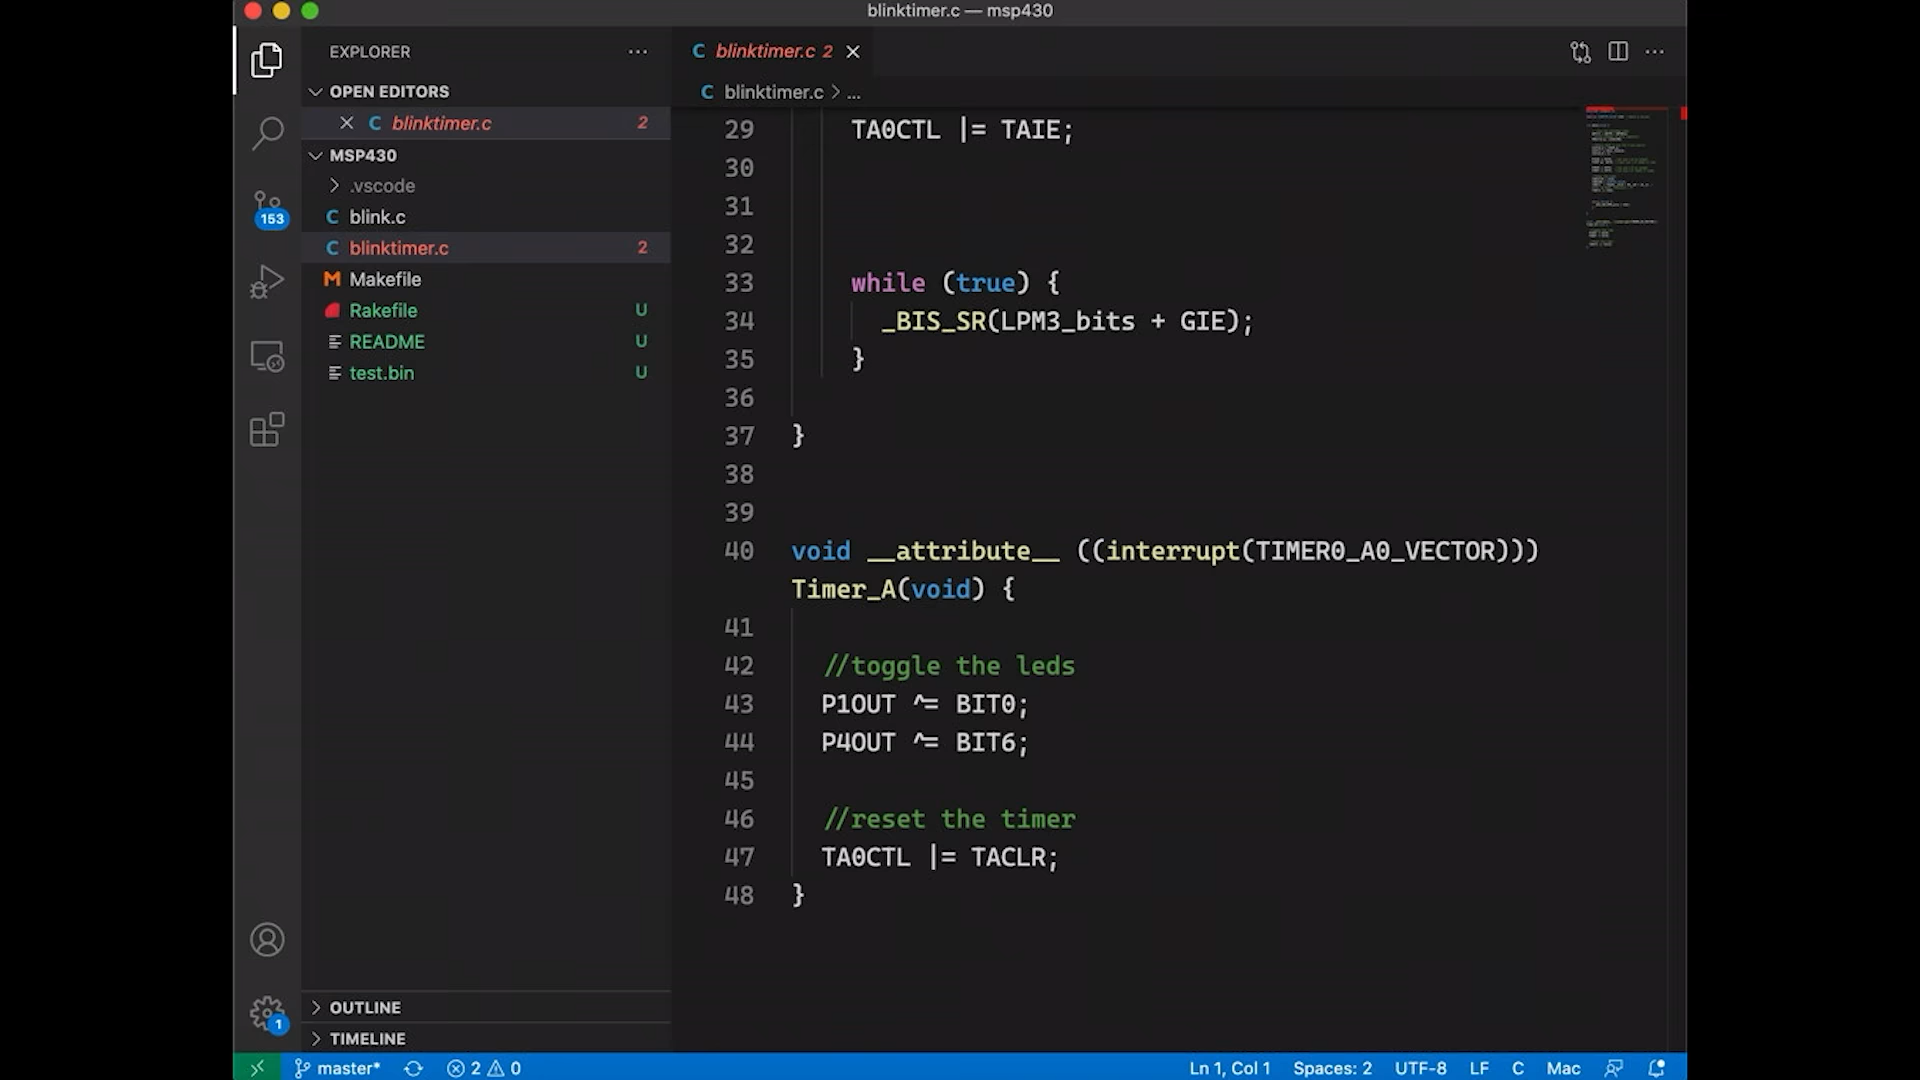 blinktimer.c — msp430
EXPLORER
OPEN EDITORS
blinktimer.c 2
MSP430
.vscode
blink.c
blinktimer.c 2
Makefile
Rakefile U
README U
test.bin U
OUTLINE
TIMELINE
153
1
blinktimer.c 2
blinktimer.c > ...
29 TA0CTL |= TAIE;
30
31
32
33 while (true) {
34 _BIS_SR(LPM3_bits + GIE);
35 }
36
37 }
38
39
40 void __attribute__ ((interrupt(TIMER0_A0_VECTOR)))
Timer_A(void) {
41
42 //toggle the leds
43 P1OUT ^= BIT0;
44 P4OUT ^= BIT6;
45
46 //reset the timer
47 TA0CTL |= TACLR;
48 }
master* 2 0 Ln 1, Col 1 Spaces: 2 UTF-8 LF C Mac